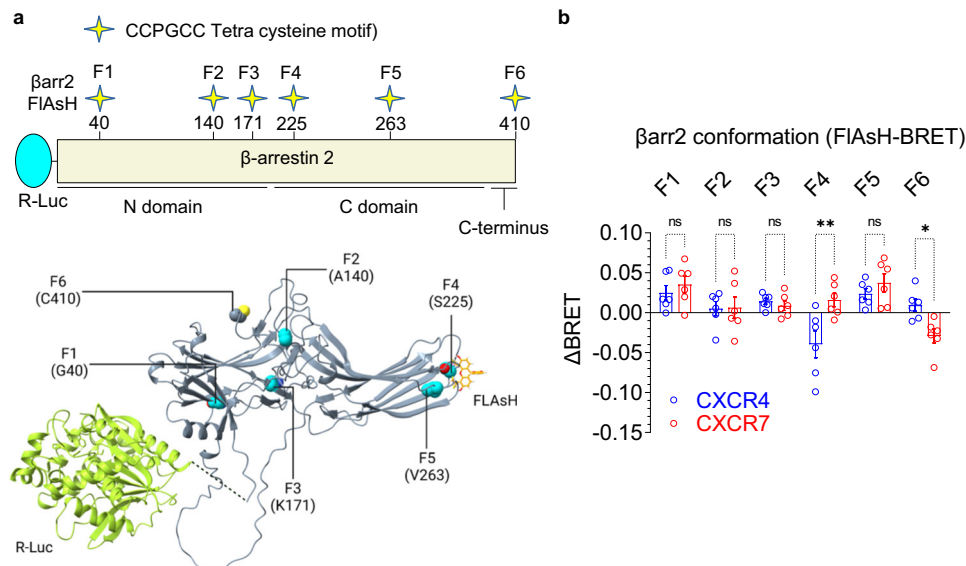 a
CCPGCC Tetra cysteine motif)
βarr2
FlAsH
F1 F2 F3 F4 F5 F6
40 140 171 225 263 410
β-arrestin 2
R-Luc
N domain
C domain
C-terminus
F6
(C410)
F2
(A140)
F4
(S225)
F1
(G40)
FLAsH
F5
(V263)
F3
(K171)
R-Luc
b
βarr2 conformation (FlAsH-BRET)
F1 F2 F3 F4 F5 F6
ns ns ns ** ns *
0.10
0.05
0.00
-0.05
-0.10
-0.15
ΔBRET
CXCR4
CXCR7